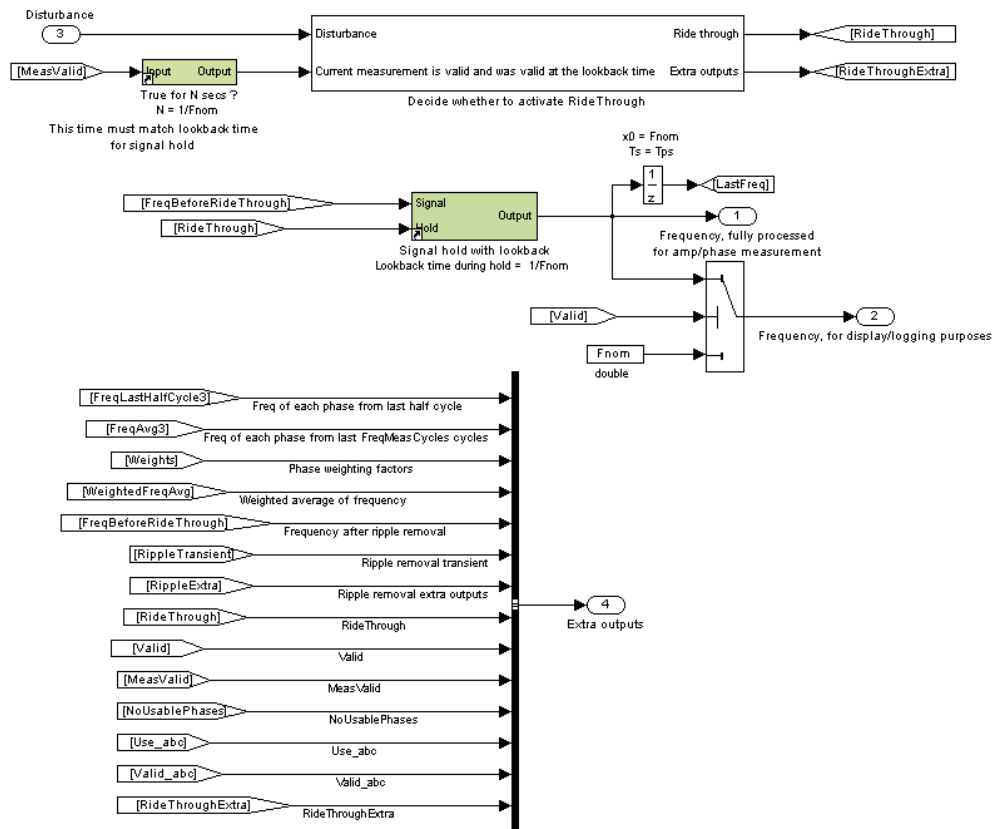 Disturbance
3
Disturbance
Ride through
[RideThrough]
[MeasValid]
Input
Output
Current measurement is valid and was valid at the lookback time
Extra outputs
[RideThroughExtra]
True for N secs ?
N = 1/Fnom
This time must match lookback time
for signal hold
Decide whether to activate RideThrough
x0 = Fnom
Ts = Tps
1
z
[LastFreq]
[FreqBeforeRideThrough]
Signal
Output
1
[RideThrough]
Hold
Signal hold with lookback
Lookback time during hold = 1/Fnom
Frequency, fully processed
for amp/phase measurement
[Valid]
2
Frequency, for display/logging purposes
Fnom
double
[FreqLastHalfCycle3]
Freq of each phase from last half cycle
[FreqAvg3]
Freq of each phase from last FreqMeasCycles cycles
[Weights]
Phase weighting factors
[WeightedFreqAvg]
Weighted average of frequency
[FreqBeforeRideThrough]
Frequency after ripple removal
[RippleTransient]
Ripple removal transient
[RippleExtra]
Ripple removal extra outputs
4
Extra outputs
[RideThrough]
RideThrough
[Valid]
Valid
[MeasValid]
MeasValid
[NoUsablePhases]
NoUsablePhases
[Use_abc]
Use_abc
[Valid_abc]
Valid_abc
[RideThroughExtra]
RideThroughExtra